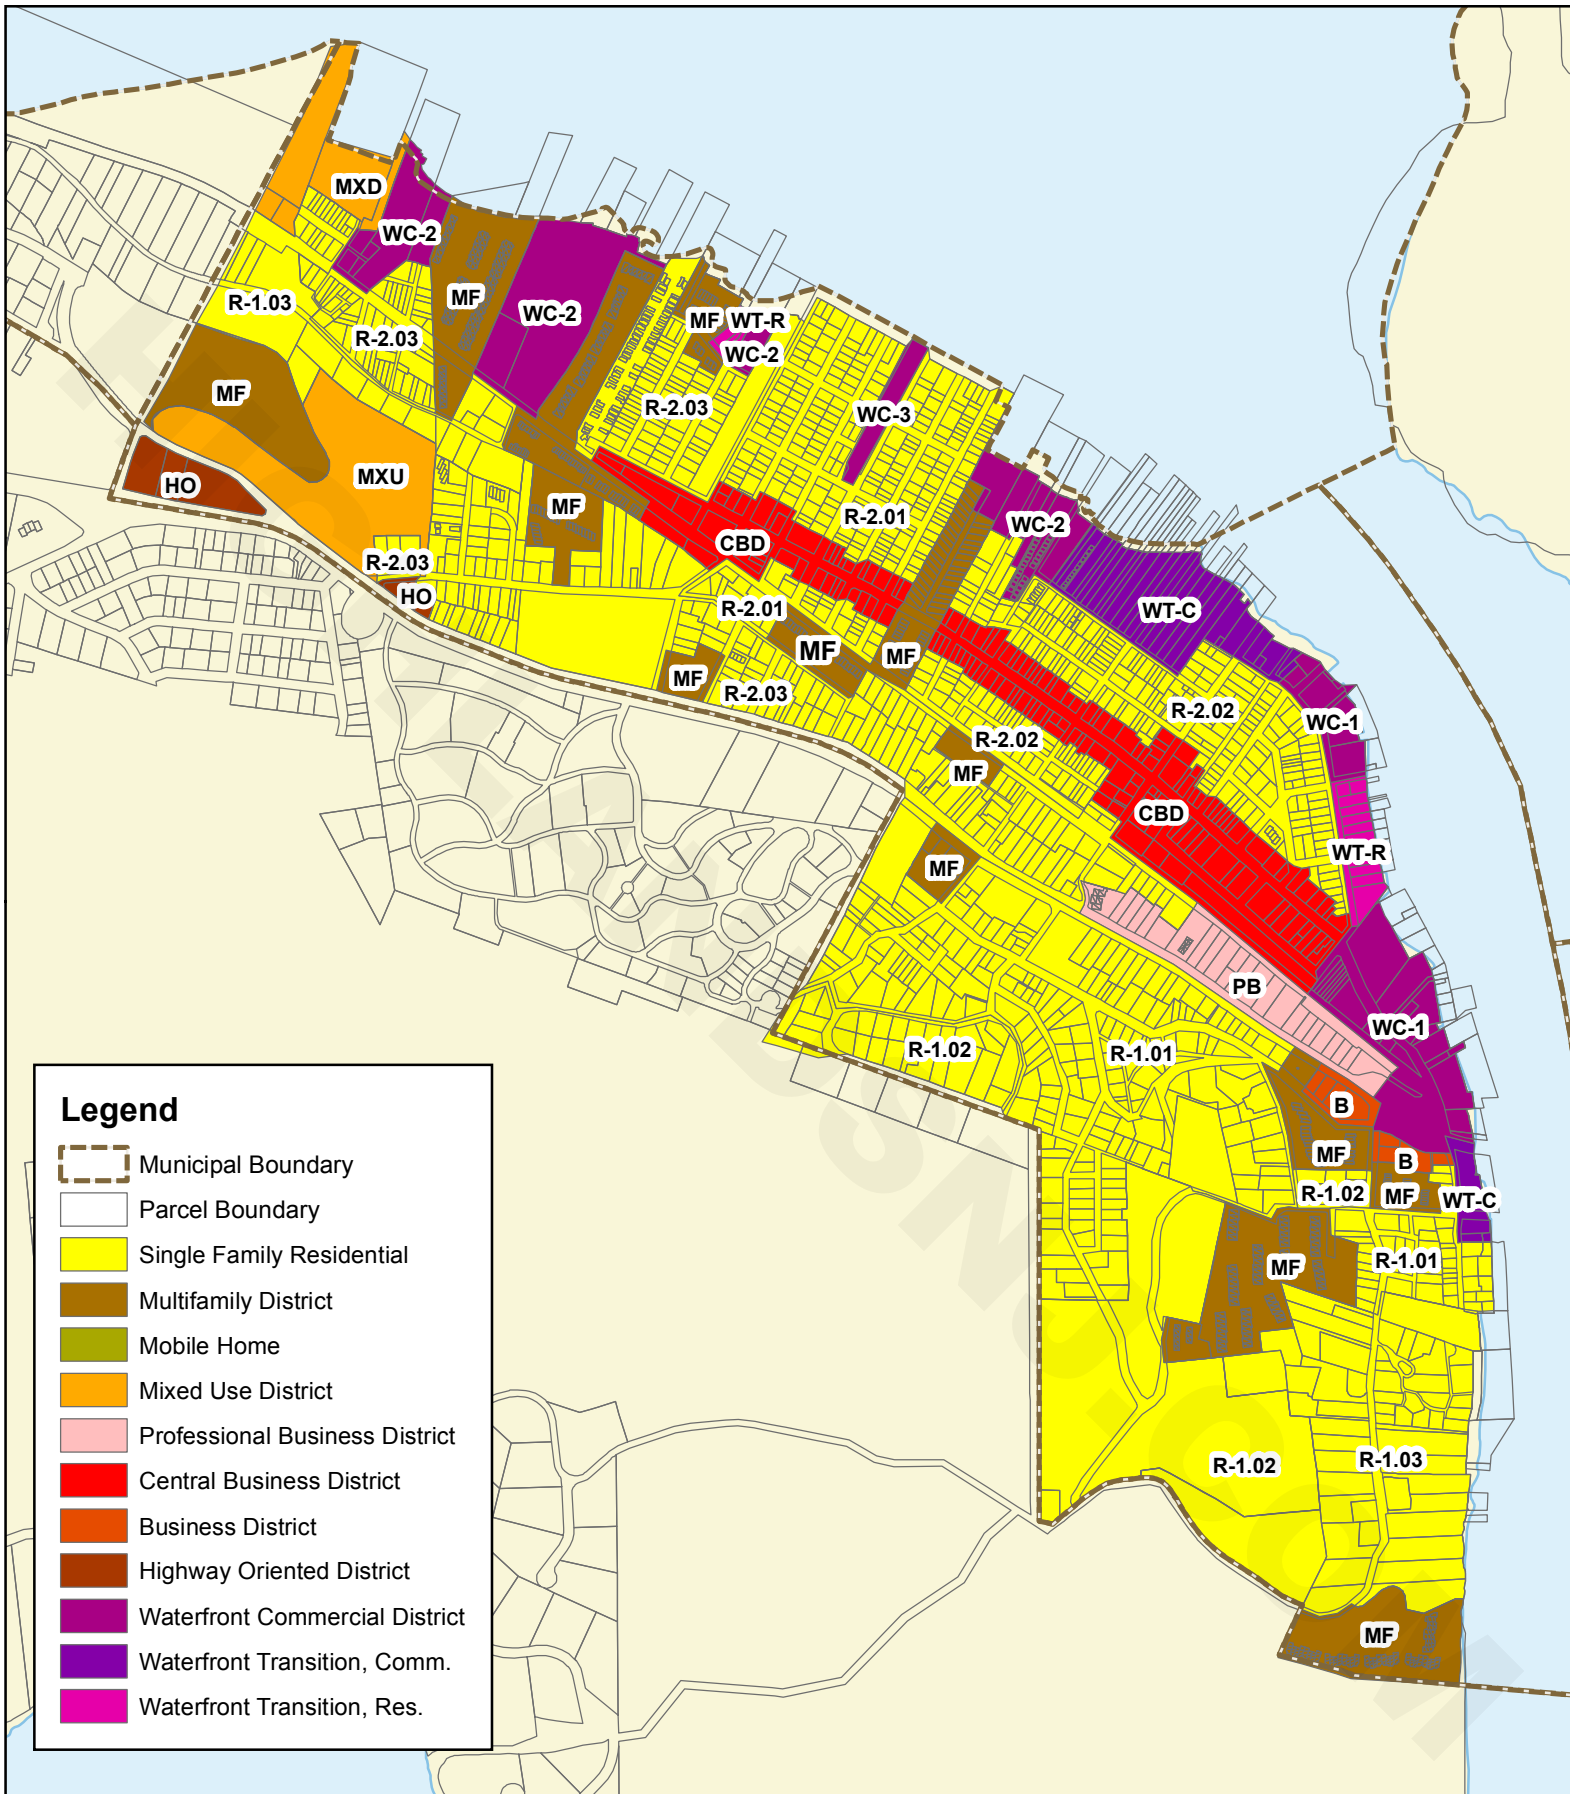 MXD
WC-2
R-1.03
MF
WC-2
R-2.03
MF
WT-R
WC-2
MF
R-2.03
WC-3
HO
MXU
MF
R-2.01
WC-2
CBD
R-2.03
HO
R-2.01
WT-C
MF
MF
MF
R-2.03
R-2.02
WC-1
R-2.02
MF
CBD
WT-R
MF
PB
WC-1
R-1.02
R-1.01
B
MF
B
R-1.02
MF
WT-C
MF
R-1.01
R-1.02
R-1.03
MF
Legend
Municipal Boundary
Parcel Boundary
Single Family Residential
Multifamily District
Mobile Home
Mixed Use District
Professional Business District
Central Business District
Business District
Highway Oriented District
Waterfront Commercial District
Waterfront Transition, Comm.
Waterfront Transition, Res.